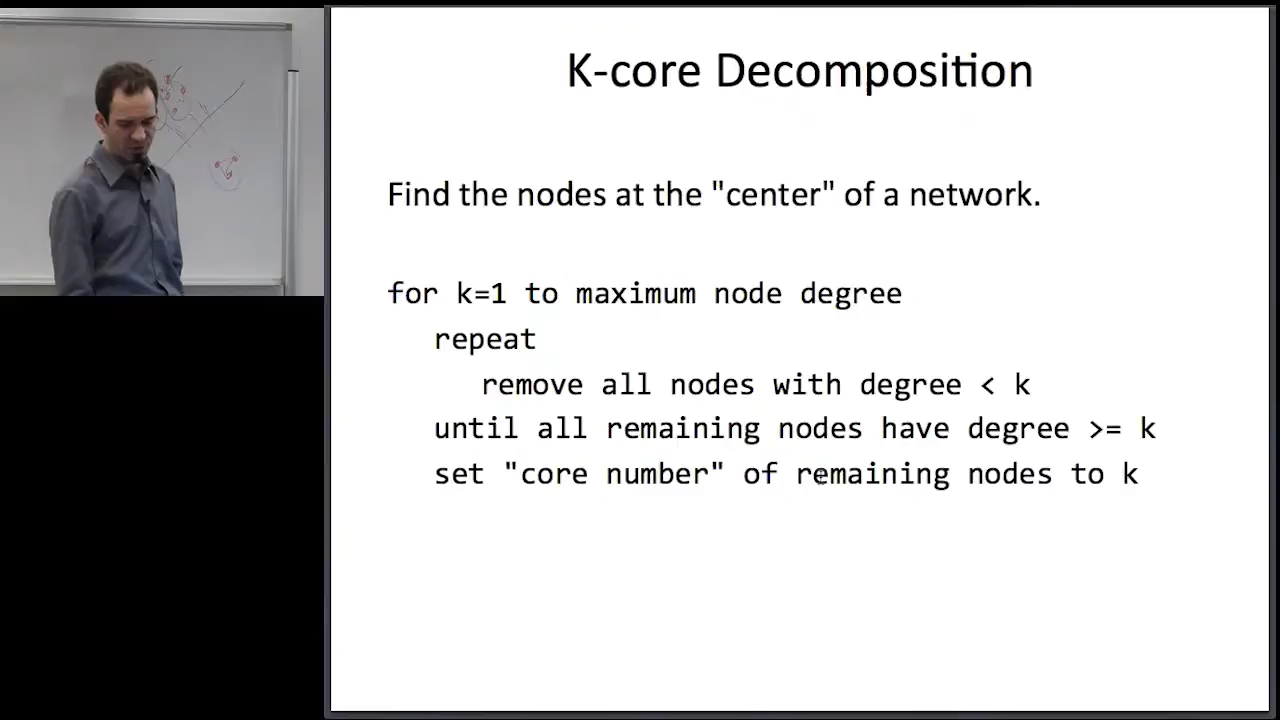 K-core Decomposition
Find the nodes at the "center" of a network.
for k=1 to maximum node degree
repeat
remove all nodes with degree < k
until all remaining nodes have degree >= k
set "core number" of remaining nodes to k